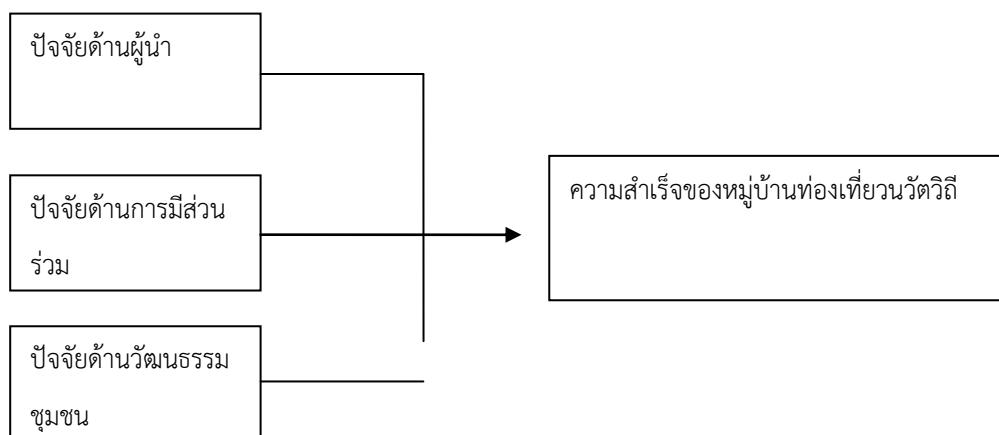 ปัจจัยด้านผู้นำ
ปัจจัยด้านการมีส่วน
ร่วม
ความสำเร็จของหมู่บ้านท่องเที่ยวนวัตวิถี
ปัจจัยด้านวัฒนธรรม
ชุมชน